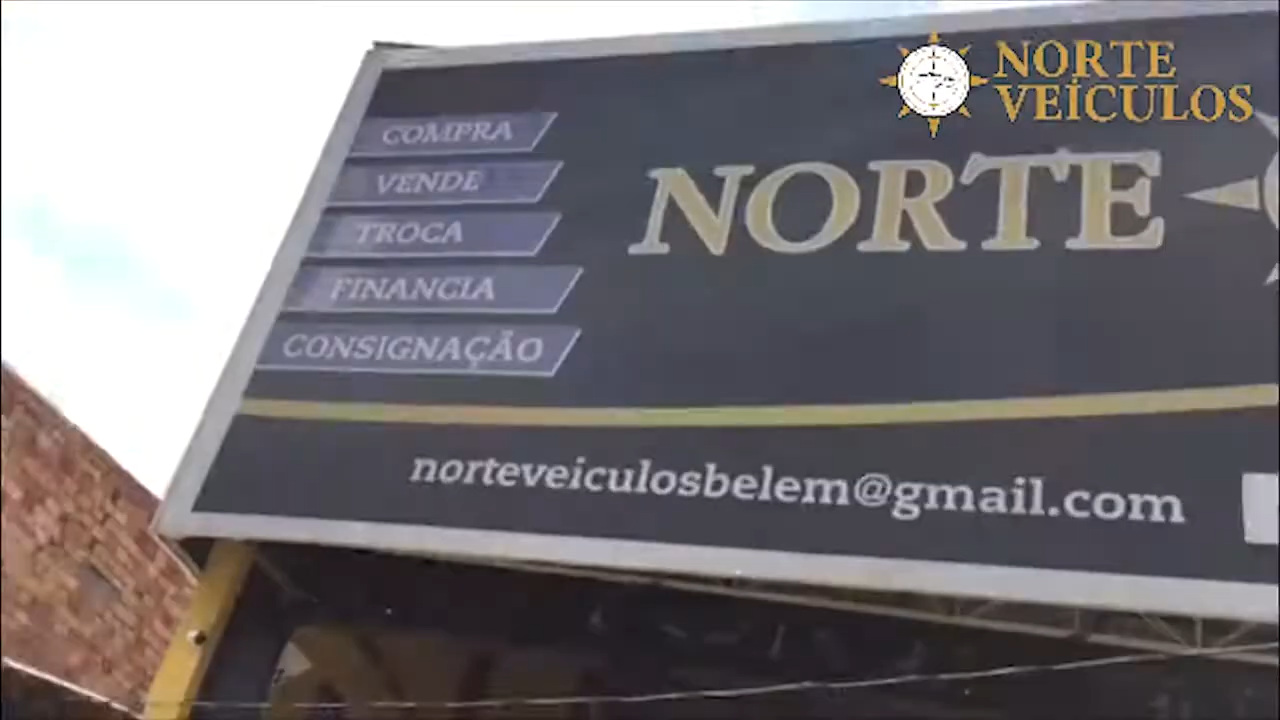 NORTE
VEÍCULOS
COMPRA
VENDE
TROCA
FINANCIA
CONSIGNAÇÃO
NORTE
norteveiculosbelem@gmail.com